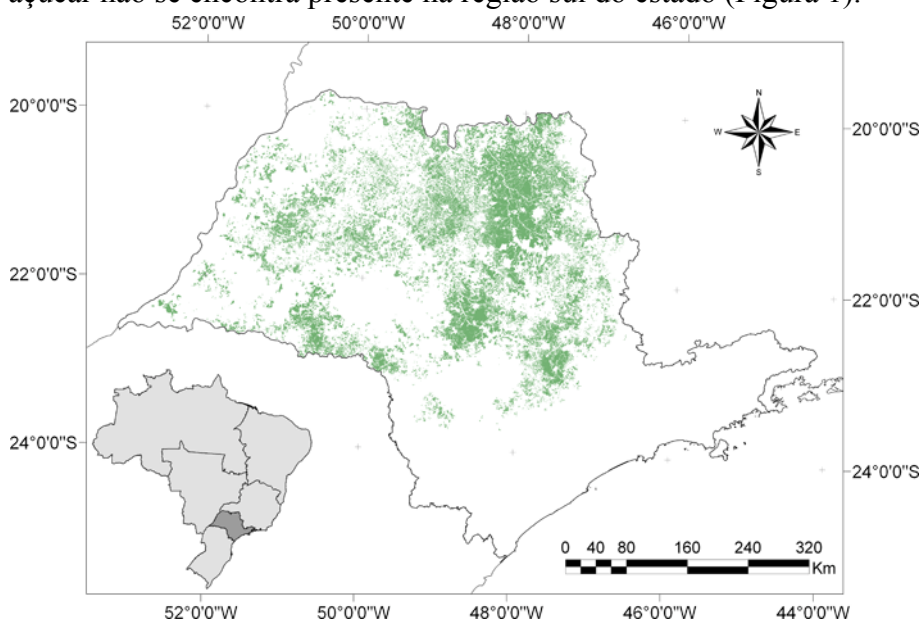 açúcar não se encontra presente na região sul do estado (Figura 1).
52°0'0"W 50°0'0"W 48°0'0"W 46°0'0"W
20°0'0"S
20°0'0"S
N
W E
S
22°0'0"S
22°0'0"S
24°0'0"S
24°0'0"S
0 40 80 160 240 320
Km
52°0'0"W 50°0'0"W 48°0'0"W 46°0'0"W 44°0'0"W